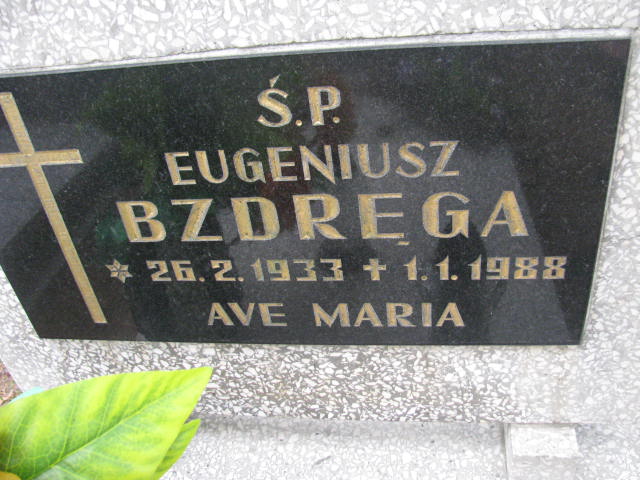 Ś.P.
EUGENIUSZ
BZDRĘGA
* 26.2.1933 + 1.1.1988
AVE MARIA